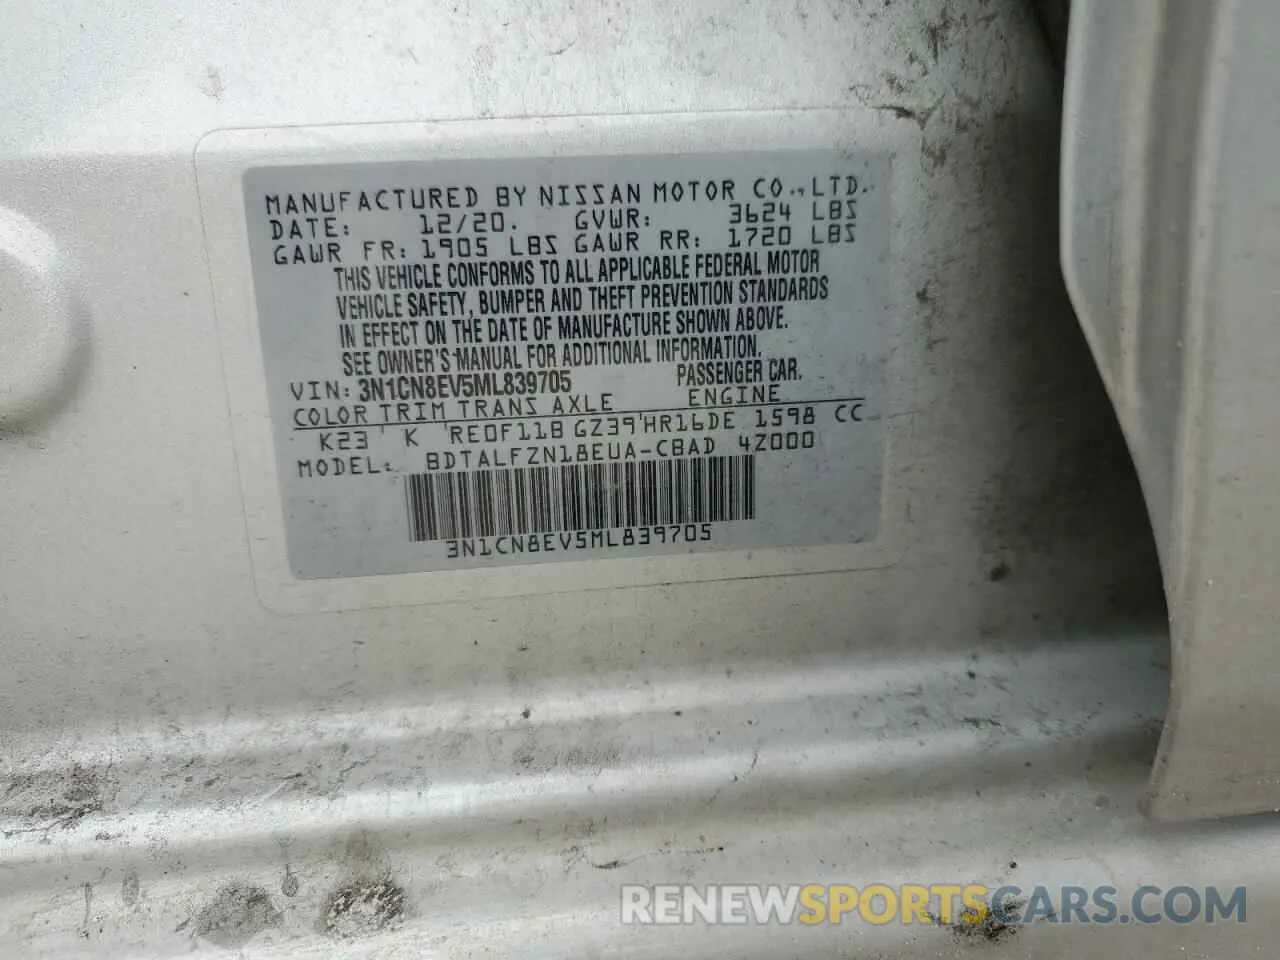 MANUFACTURED BY NISSAN MOTOR CO., LTD.
DATE: 12/20. GVWR: 3624 LBS
GAWR FR: 1905 LBS GAWR RR: 1720 LBS
THIS VEHICLE CONFORMS TO ALL APPLICABLE FEDERAL MOTOR
VEHICLE SAFETY, BUMPER AND THEFT PREVENTION STANDARDS
IN EFFECT ON THE DATE OF MANUFACTURE SHOWN ABOVE.
SEE OWNER'S MANUAL FOR ADDITIONAL INFORMATION.
VIN: 3N1CN8EV5ML839705 PASSENGER CAR.
COLOR TRIM TRANS AXLE ENGINE
K23 K RE0F11B GZ39 HR16DE 1598 CC
MODEL: BDTALFZN18EUA-CBAD 4Z000
3N1CN8EV5ML839705
RENEWSPORTSCARS.COM